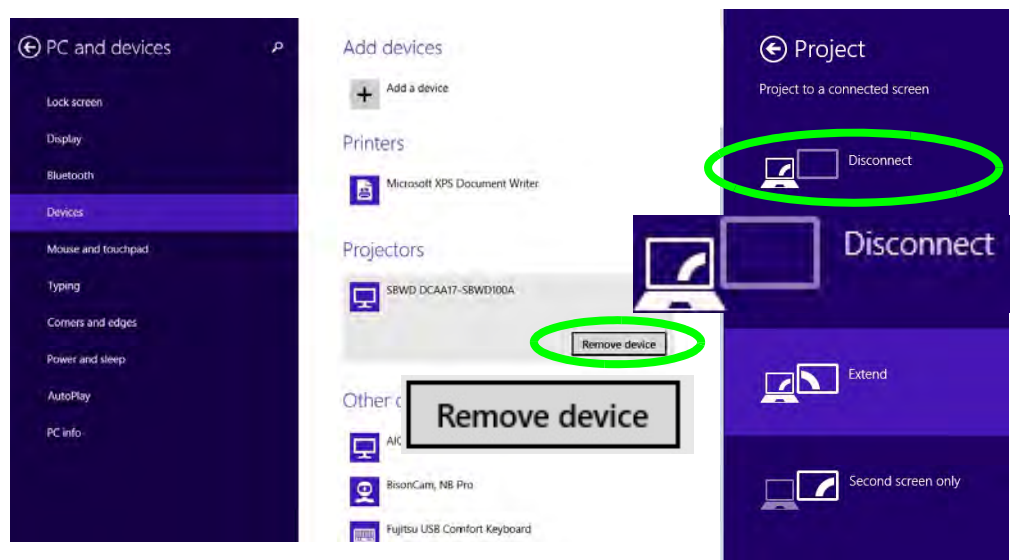 PC and devices
Lock screen
Display
Bluetooth
Devices
Mouse and touchpad
Typing
Corners and edges
Power and sleep
AutoPlay
PC info
Add devices
Add a device
Printers
Microsoft XPS Document Writer
Projectors
SBWD DCAA17-SBWD100A
Remove device
Remove device
Other
BisonCam, NB Pro
Fujitsu USB Comfort Keyboard
Project
Project to a connected screen
Disconnect
Disconnect
Extend
Second screen only